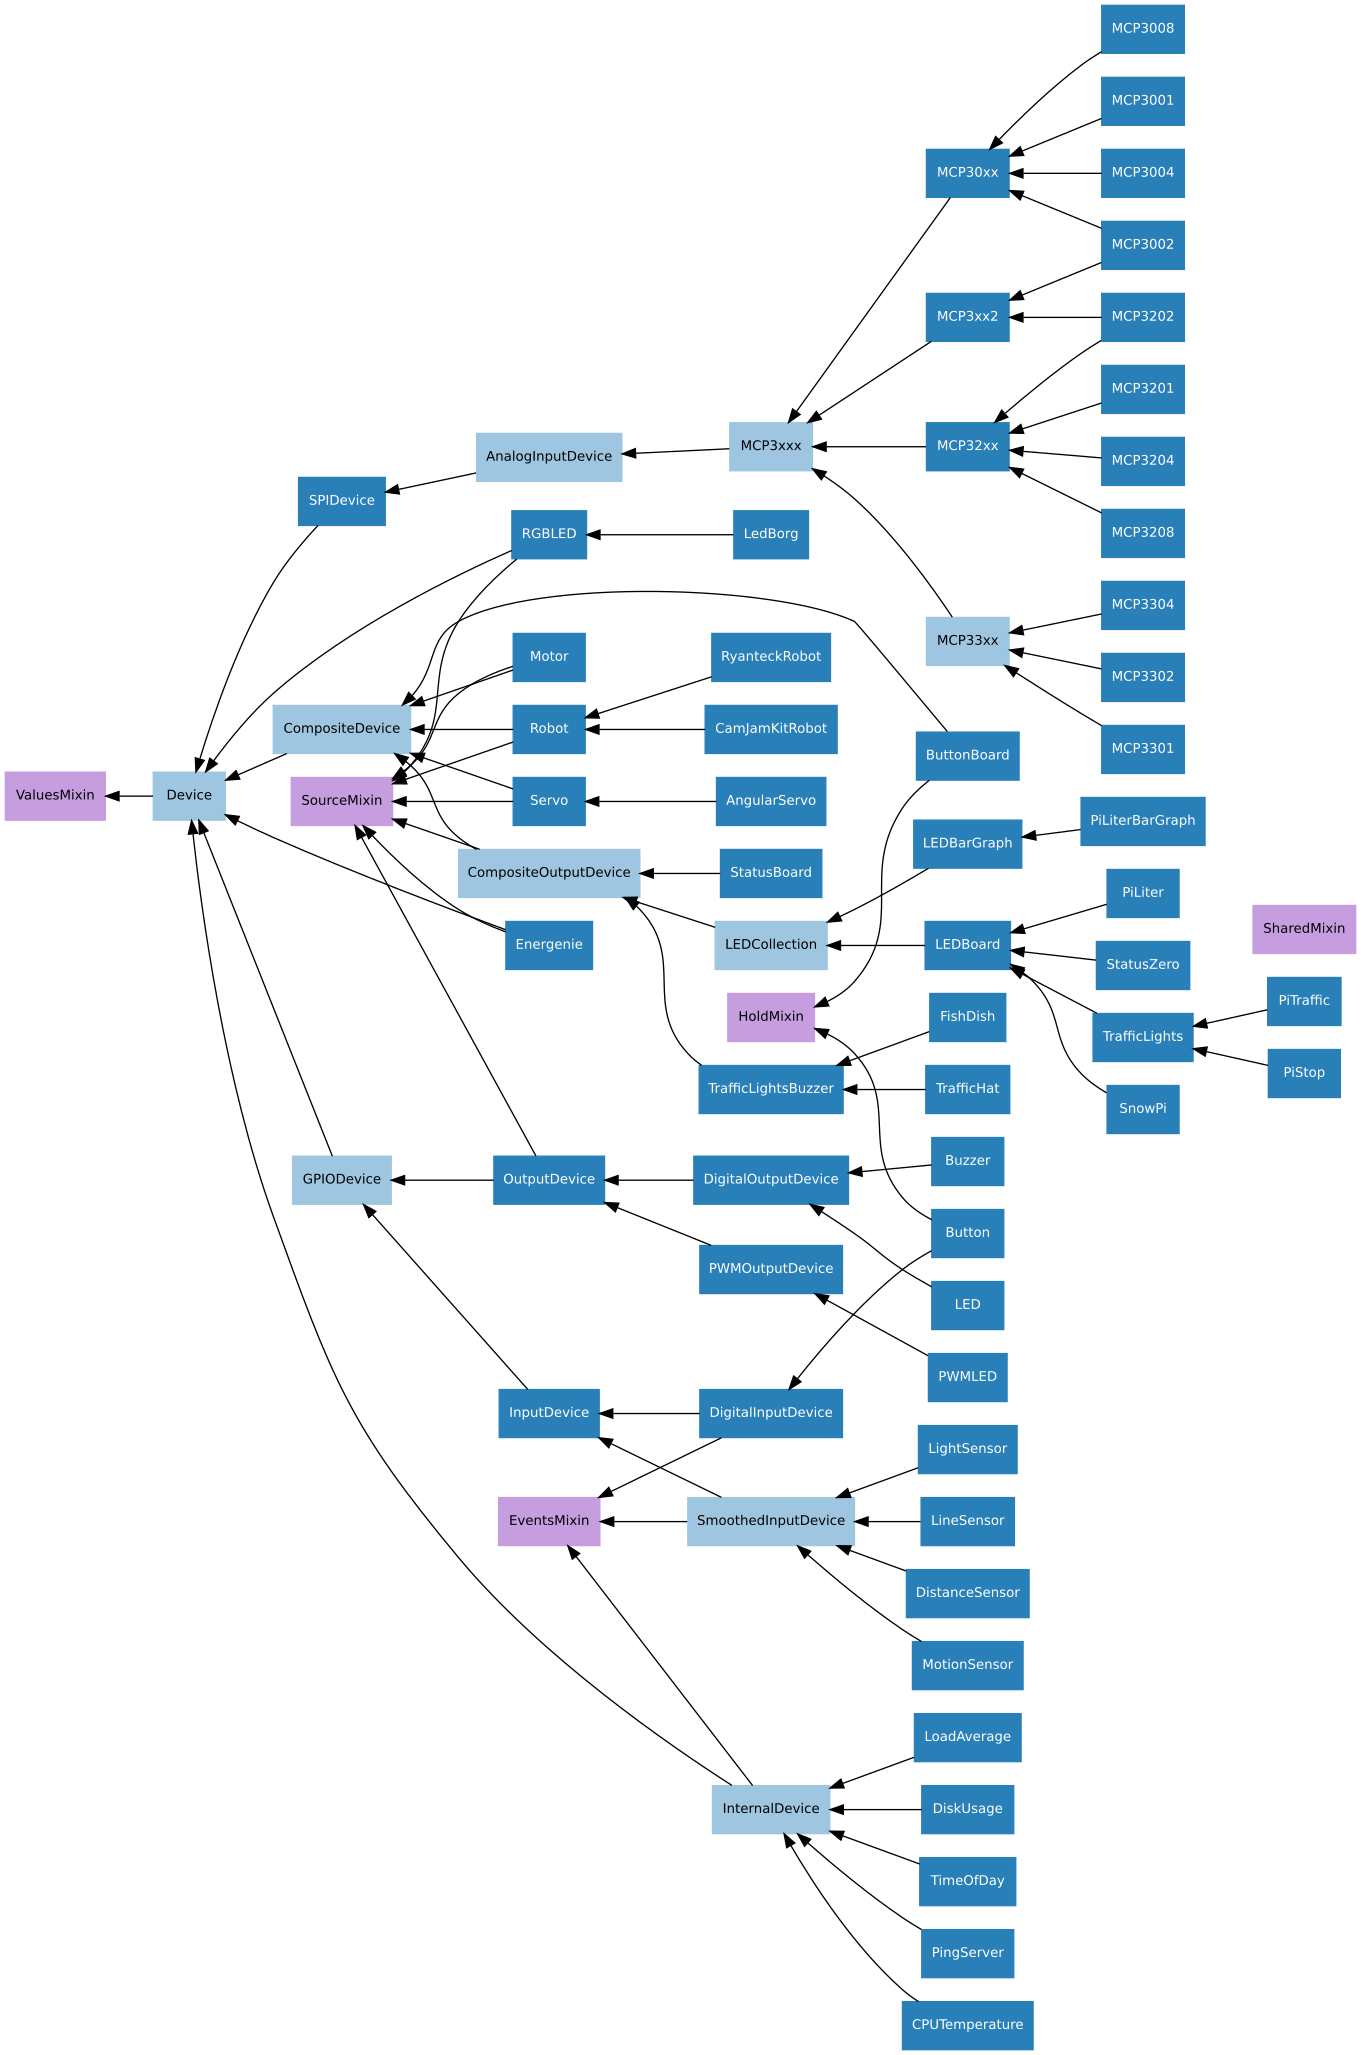 MCP3008
MCP3001
MCP30xx
MCP3004
MCP3002
MCP3xx2
MCP3202
MCP3201
MCP3xxx
MCP32xx
AnalogInputDevice
MCP3204
SPIDevice
RGBLED
LedBorg
MCP3208
MCP3304
MCP33xx
Motor
RyanteckRobot
MCP3302
CompositeDevice
Robot
CamJamKitRobot
MCP3301
ButtonBoard
ValuesMixin
Device
SourceMixin
Servo
AngularServo
PiLiterBarGraph
LEDBarGraph
CompositeOutputDevice
StatusBoard
PiLiter
SharedMixin
Energenie
LEDCollection
LEDBoard
StatusZero
PiTraffic
HoldMixin
FishDish
TrafficLights
PiStop
TrafficLightsBuzzer
TrafficHat
SnowPi
Buzzer
GPIODevice
OutputDevice
DigitalOutputDevice
Button
PWMOutputDevice
LED
PWMLED
InputDevice
DigitalInputDevice
LightSensor
EventsMixin
SmoothedInputDevice
LineSensor
DistanceSensor
MotionSensor
LoadAverage
InternalDevice
DiskUsage
TimeOfDay
PingServer
CPUTemperature